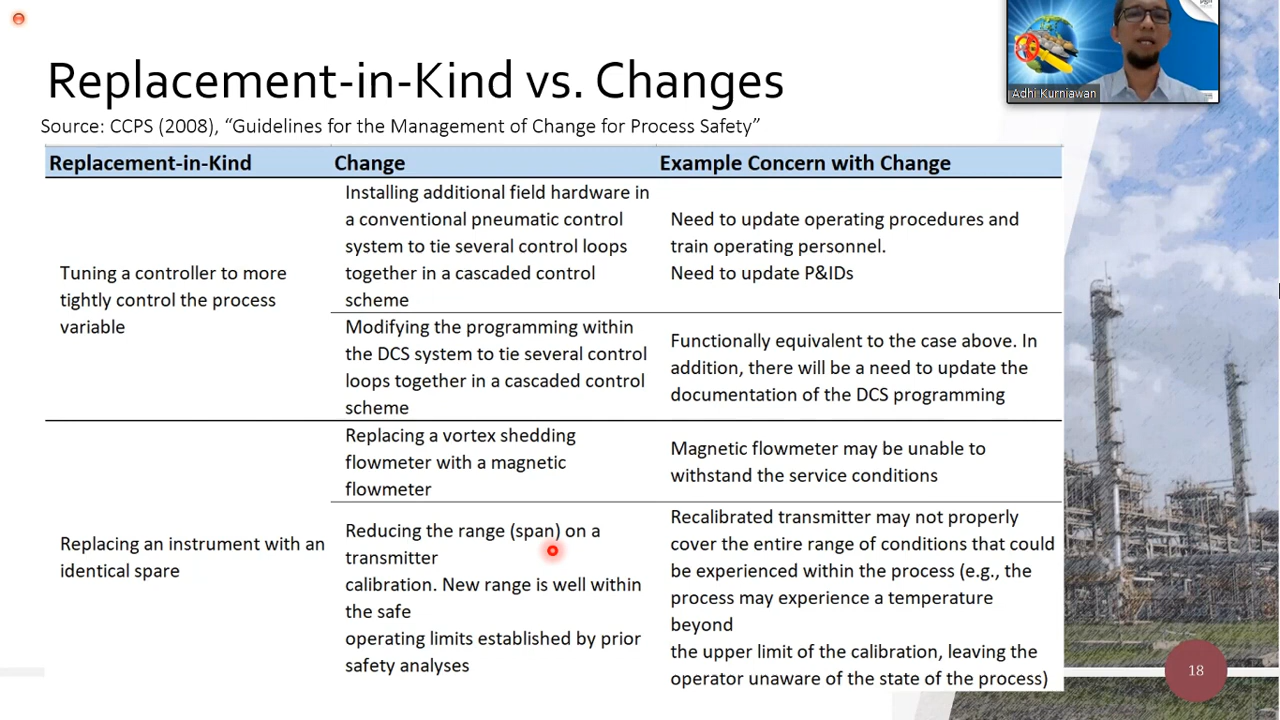 Replacement-in-Kind vs. Changes
Source: CCPS (2008), “Guidelines for the Management of Change for Process Safety”
Adhi Kurniawan
Replacement-in-Kind
Change
Example Concern with Change
Tuning a controller to more
tightly control the process
variable
Installing additional field hardware in
a conventional pneumatic control
system to tie several control loops
together in a cascaded control
scheme
Need to update operating procedures and
train operating personnel.
Need to update P&IDs
Modifying the programming within
the DCS system to tie several control
loops together in a cascaded control
scheme
Functionally equivalent to the case above. In
addition, there will be a need to update the
documentation of the DCS programming
Replacing an instrument with an
identical spare
Replacing a vortex shedding
flowmeter with a magnetic
flowmeter
Magnetic flowmeter may be unable to
withstand the service conditions
Reducing the range (span) on a
transmitter
calibration. New range is well within
the safe
operating limits established by prior
safety analyses
Recalibrated transmitter may not properly
cover the entire range of conditions that could
be experienced within the process (e.g., the
process may experience a temperature
beyond
the upper limit of the calibration, leaving the
operator unaware of the state of the process)
18